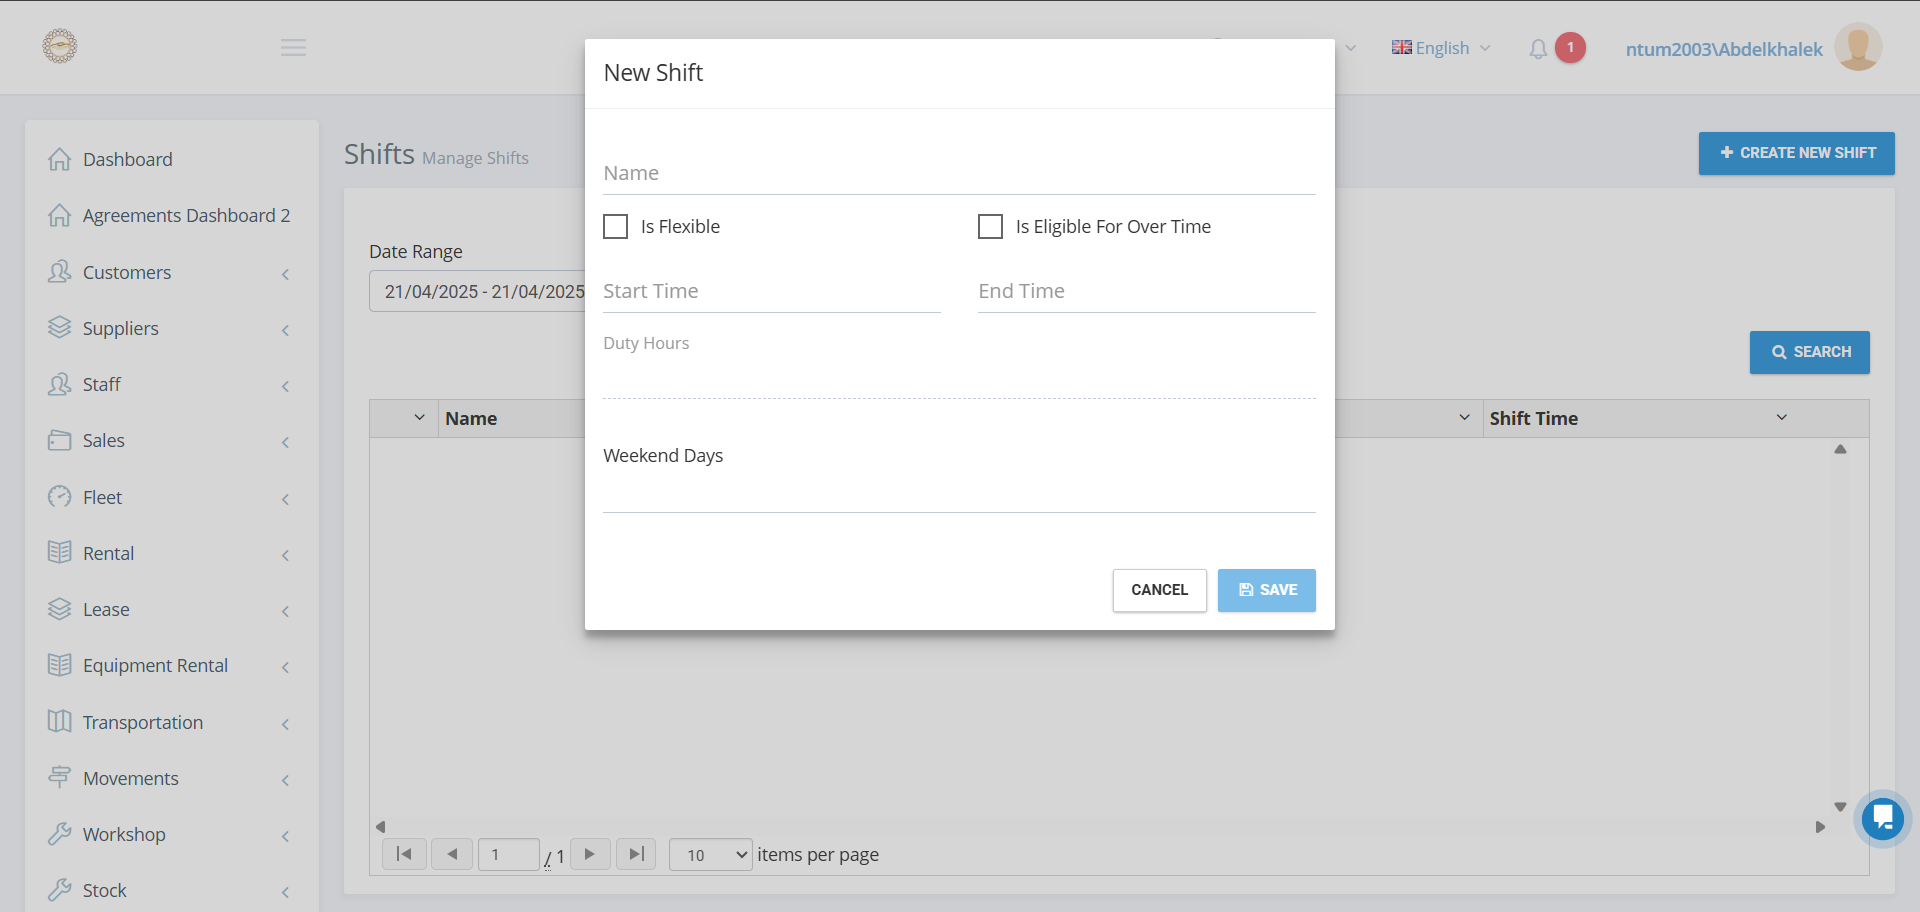 English
1
ntum2003\Abdelkhalek
Dashboard
Agreements Dashboard 2
Customers
Suppliers
Staff
Sales
Fleet
Rental
Lease
Equipment Rental
Transportation
Movements
Workshop
Stock
Shifts Manage Shifts
CREATE NEW SHIFT
Date Range
21/04/2025 - 21/04/2025
SEARCH
Name
Shift Time
1 / 1
10 items per page
New Shift
Name
Is Flexible
Is Eligible For Over Time
Start Time
End Time
Duty Hours
Weekend Days
CANCEL
SAVE